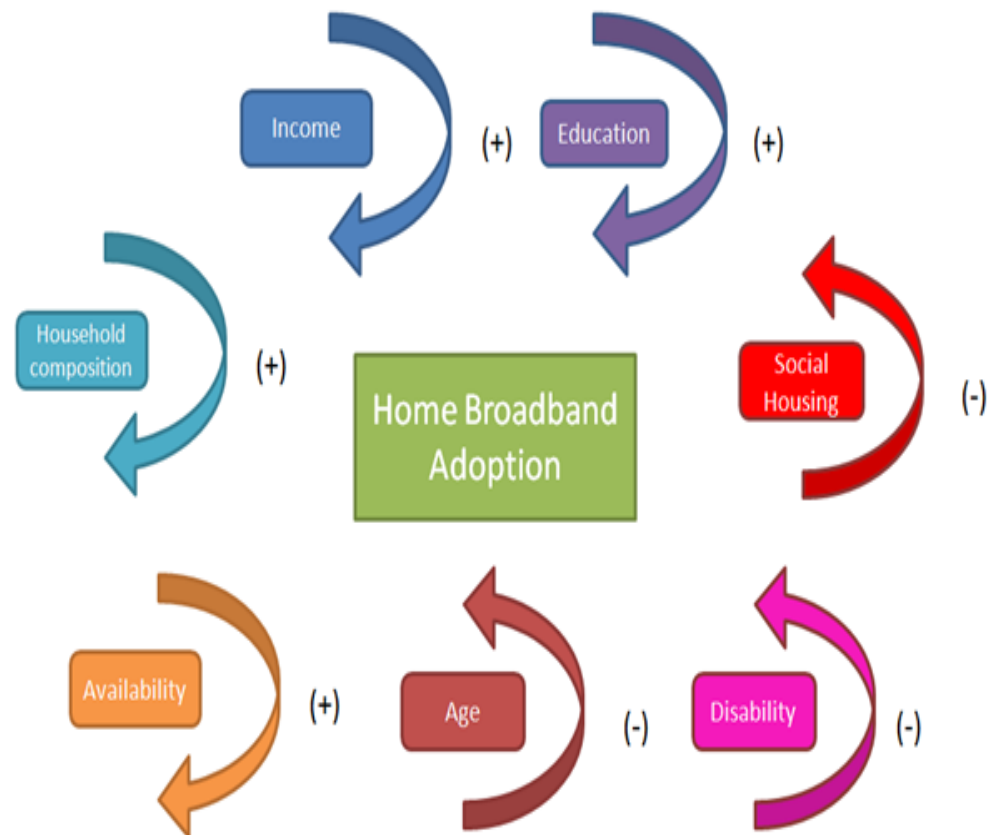 Income
(+)
Education
(+)
Household
composition
(+)
Home Broadband
Adoption
Social
Housing
(-)
Availability
(+)
Age
(-)
Disability
(-)